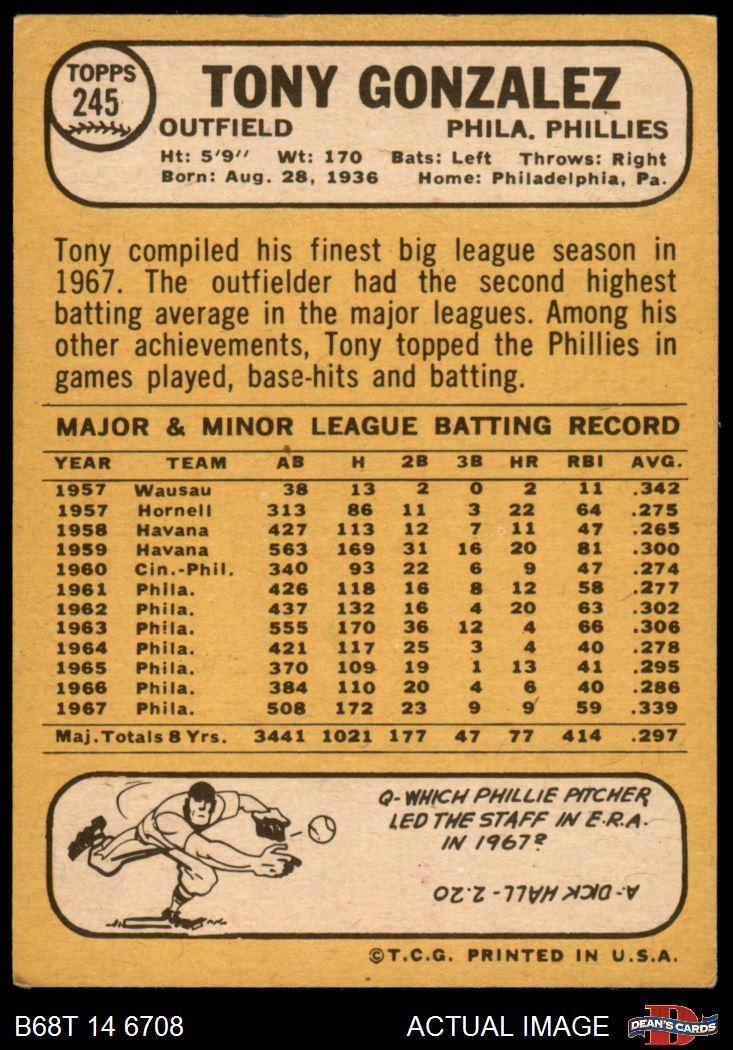 TOPPS
245
TONY GONZALEZ
OUTFIELD PHILA. PHILLIES
Ht: 5'9" Wt: 170 Bats: Left Throws: Right
Born: Aug. 28, 1936 Home: Philadelphia, Pa.
Tony compiled his finest big league season in
1967. The outfielder had the second highest
batting average in the major leagues. Among his
other achievements, Tony topped the Phillies in
games played, base-hits and batting.
MAJOR & MINOR LEAGUE BATTING RECORD
YEAR TEAM AB H 2B 3B HR RBI AVG.
1957 Wausau 38 13 2 0 2 11 .342
1957 Hornell 313 86 11 3 22 64 .275
1958 Havana 427 113 12 7 11 47 .265
1959 Havana 563 169 31 16 20 81 .300
1960 Cin.-Phil. 340 93 22 6 9 47 .274
1961 Phila. 426 118 16 8 12 58 .277
1962 Phila. 437 132 16 4 20 63 .302
1963 Phila. 555 170 36 12 4 66 .306
1964 Phila. 421 117 25 3 4 40 .278
1965 Phila. 370 109 19 1 13 41 .295
1966 Phila. 384 110 20 4 6 40 .286
1967 Phila. 508 172 23 9 9 59 .339
Maj. Totals 8 Yrs. 3441 1021 177 47 77 414 .297
Q-WHICH PHILLIE PITCHER
LED THE STAFF IN E.R.A.
IN 1967?
A-DICK HALL-2.20
©T.C.G. PRINTED IN U.S.A.
B68T 14 6708 ACTUAL IMAGE DEAN'S CARDS